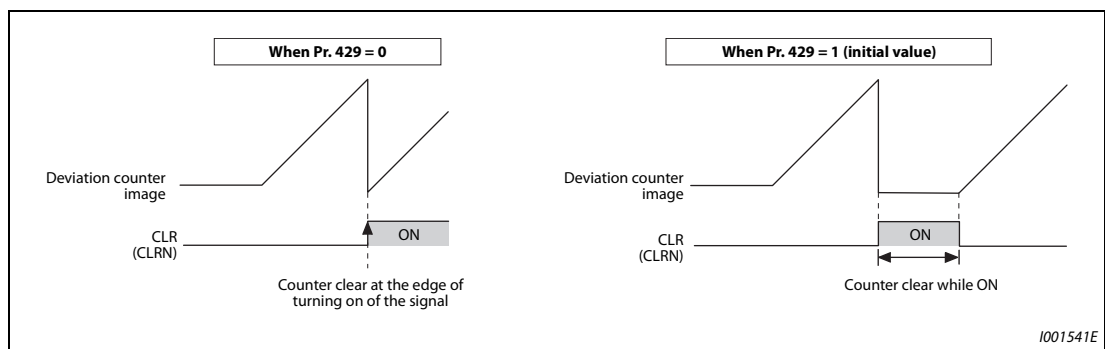 When Pr. 429 = 0
Deviation counter
image
CLR
(CLRN)
ON
Counter clear at the edge of
turning on of the signal
When Pr. 429 = 1 (initial value)
Deviation counter
image
CLR
(CLRN)
ON
Counter clear while ON
I001541E